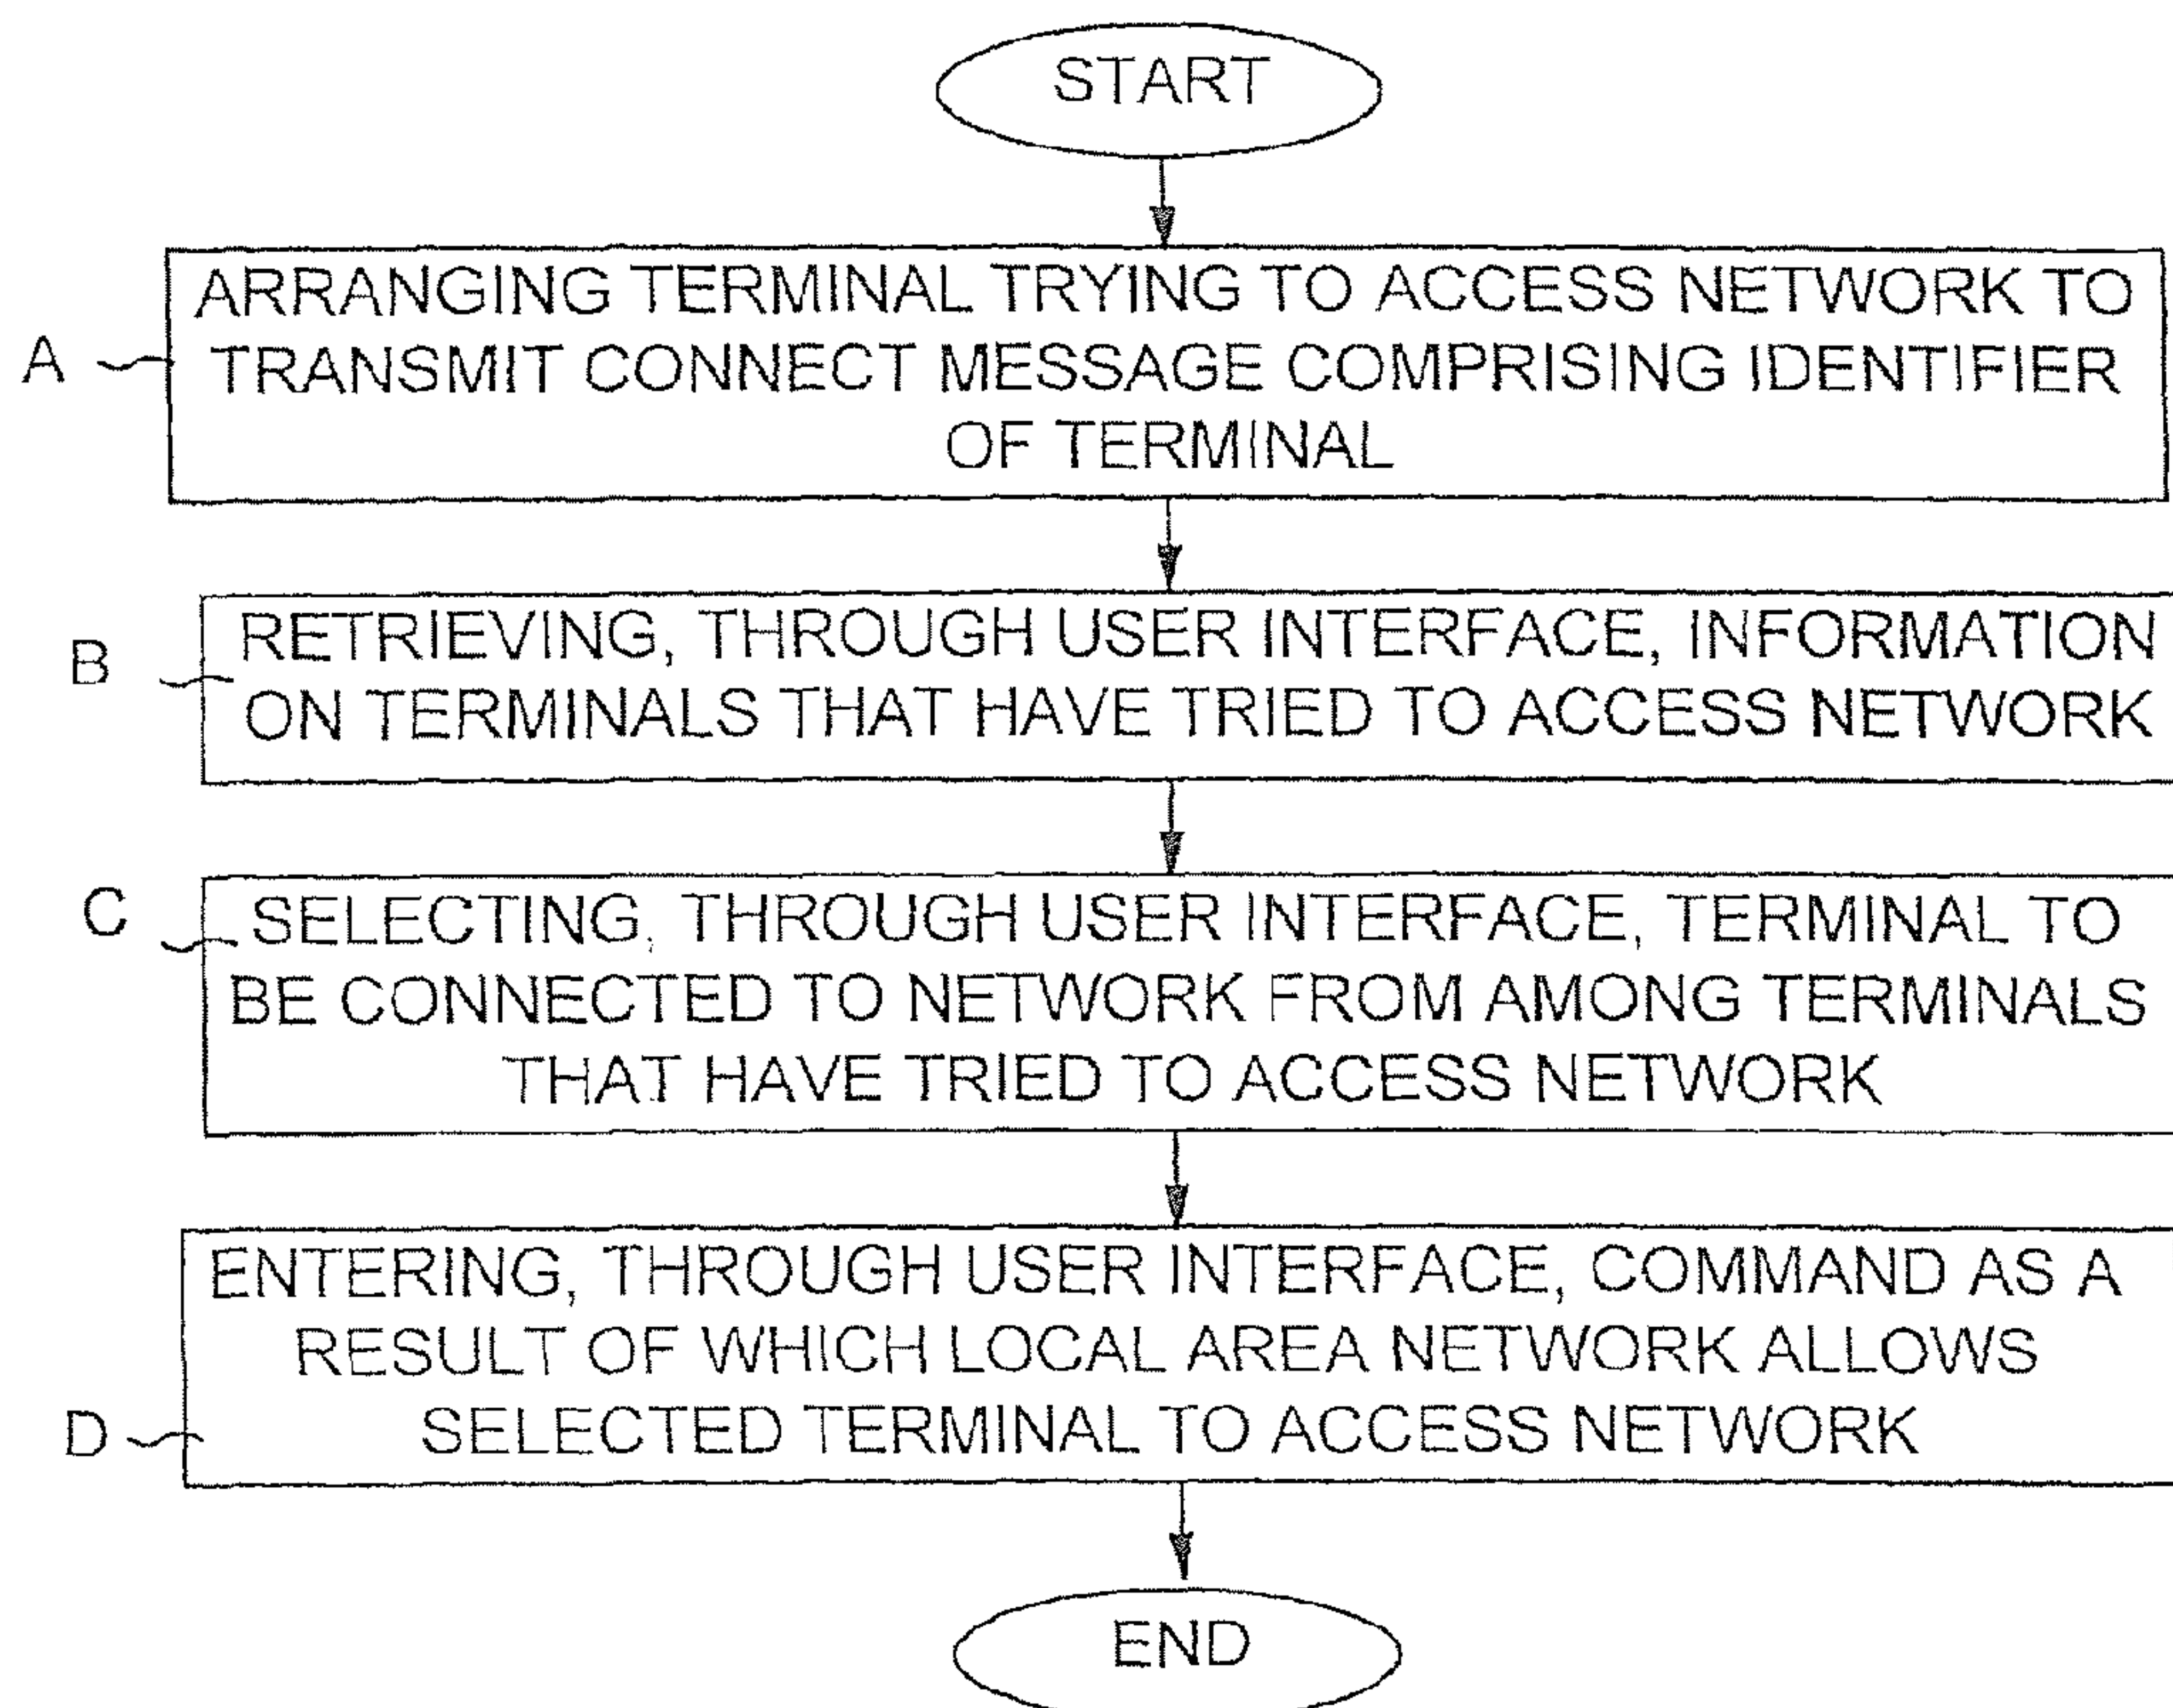 START
ARRANGING TERMINAL TRYING TO ACCESS NETWORK TO
A
TRANSMIT CONNECT MESSAGE COMPRISING IDENTIFIER
OF TERMINAL
RETRIEVING, THROUGH USER INTERFACE, INFORMATION
B
ON TERMINALS THAT HAVE TRIED TO ACCESS NETWORK
C
SELECTING, THROUGH USER INTERFACE, TERMINAL TO
BE CONNECTED TO NETWORK FROM AMONG TERMINALS
THAT HAVE TRIED TO ACCESS NETWORK
ENTERING, THROUGH USER INTERFACE, COMMAND AS A
RESULT OF WHICH LOCAL AREA NETWORK ALLOWS
D
SELECTED TERMINAL TO ACCESS NETWORK
END